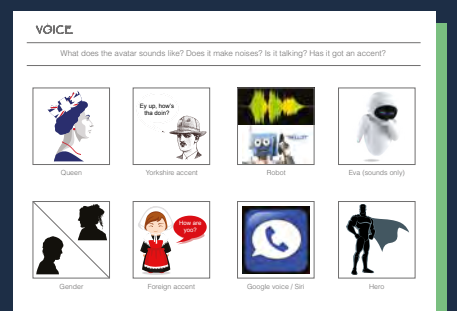 VOICE
What does the avatar sounds like? Does it make noises? Is it talking? Has it got an accent?
Ey up, how's
tha doin?
Queen
Yorkshire accent
Robot
Eva (sounds only)
How are
yoo?
Gender
Foreign accent
Google voice / Siri
Hero